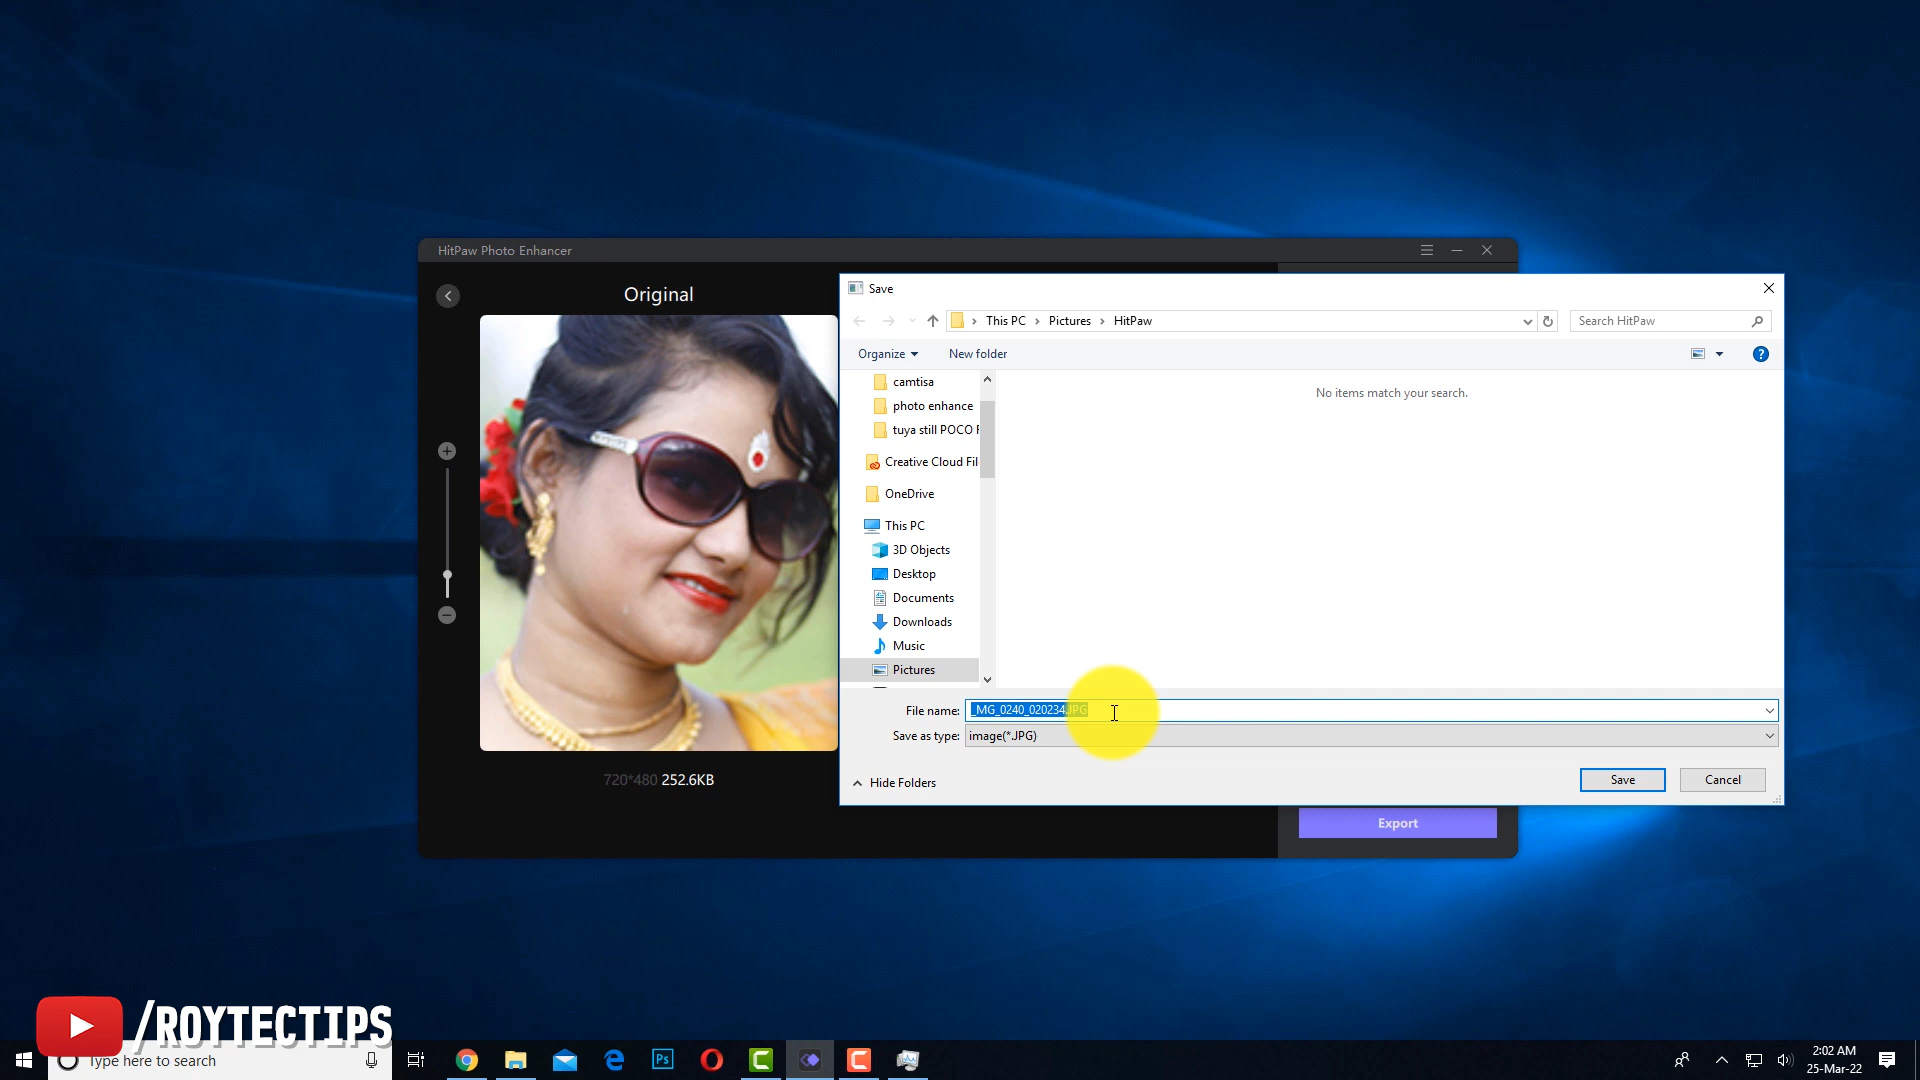 HitPaw Photo Enhancer
Original
720*480 252.6KB
Export
Save
This PC
Pictures
HitPaw
Search HitPaw
Organize
New folder
camtisa
photo enhance
tuya still POCO
Creative Cloud Fil
OneDrive
This PC
3D Objects
Desktop
Documents
Downloads
Music
Pictures
No items match your search.
File name: _MG_0240_020234.JPG
Save as type: image(*.JPG)
Hide Folders
Save
Cancel
/ROYTECTIPS
Type here to search
Ps
2:02 AM
25-Mar-22